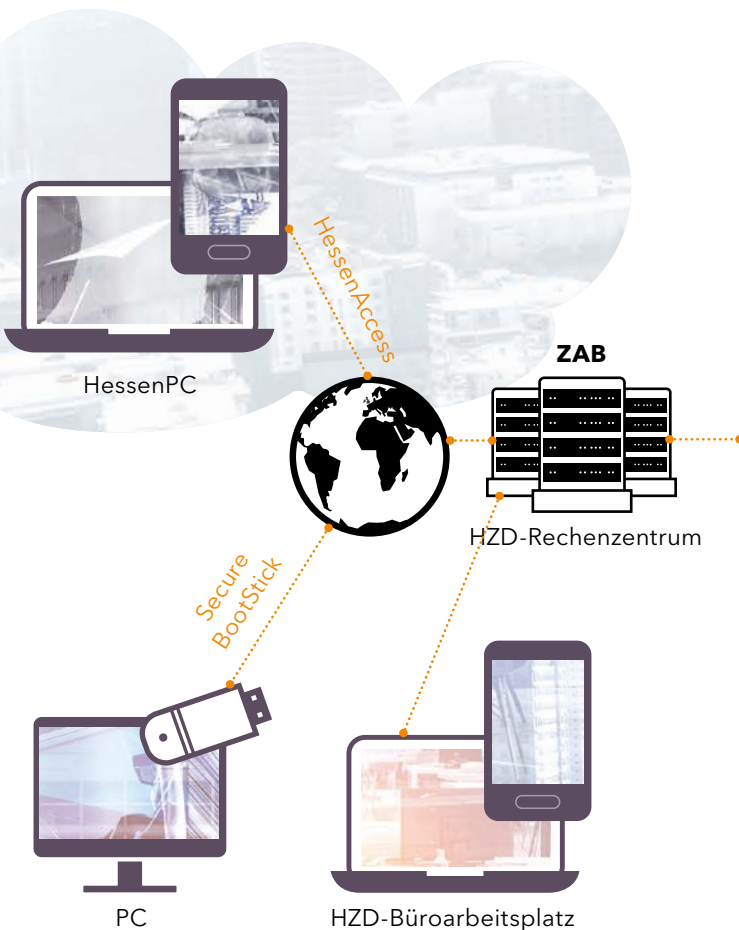 HessenAccess
ZAB
HessenPC
HZD-Rechenzentrum
Secure
BootStick
PC
HZD-Büroarbeitsplatz